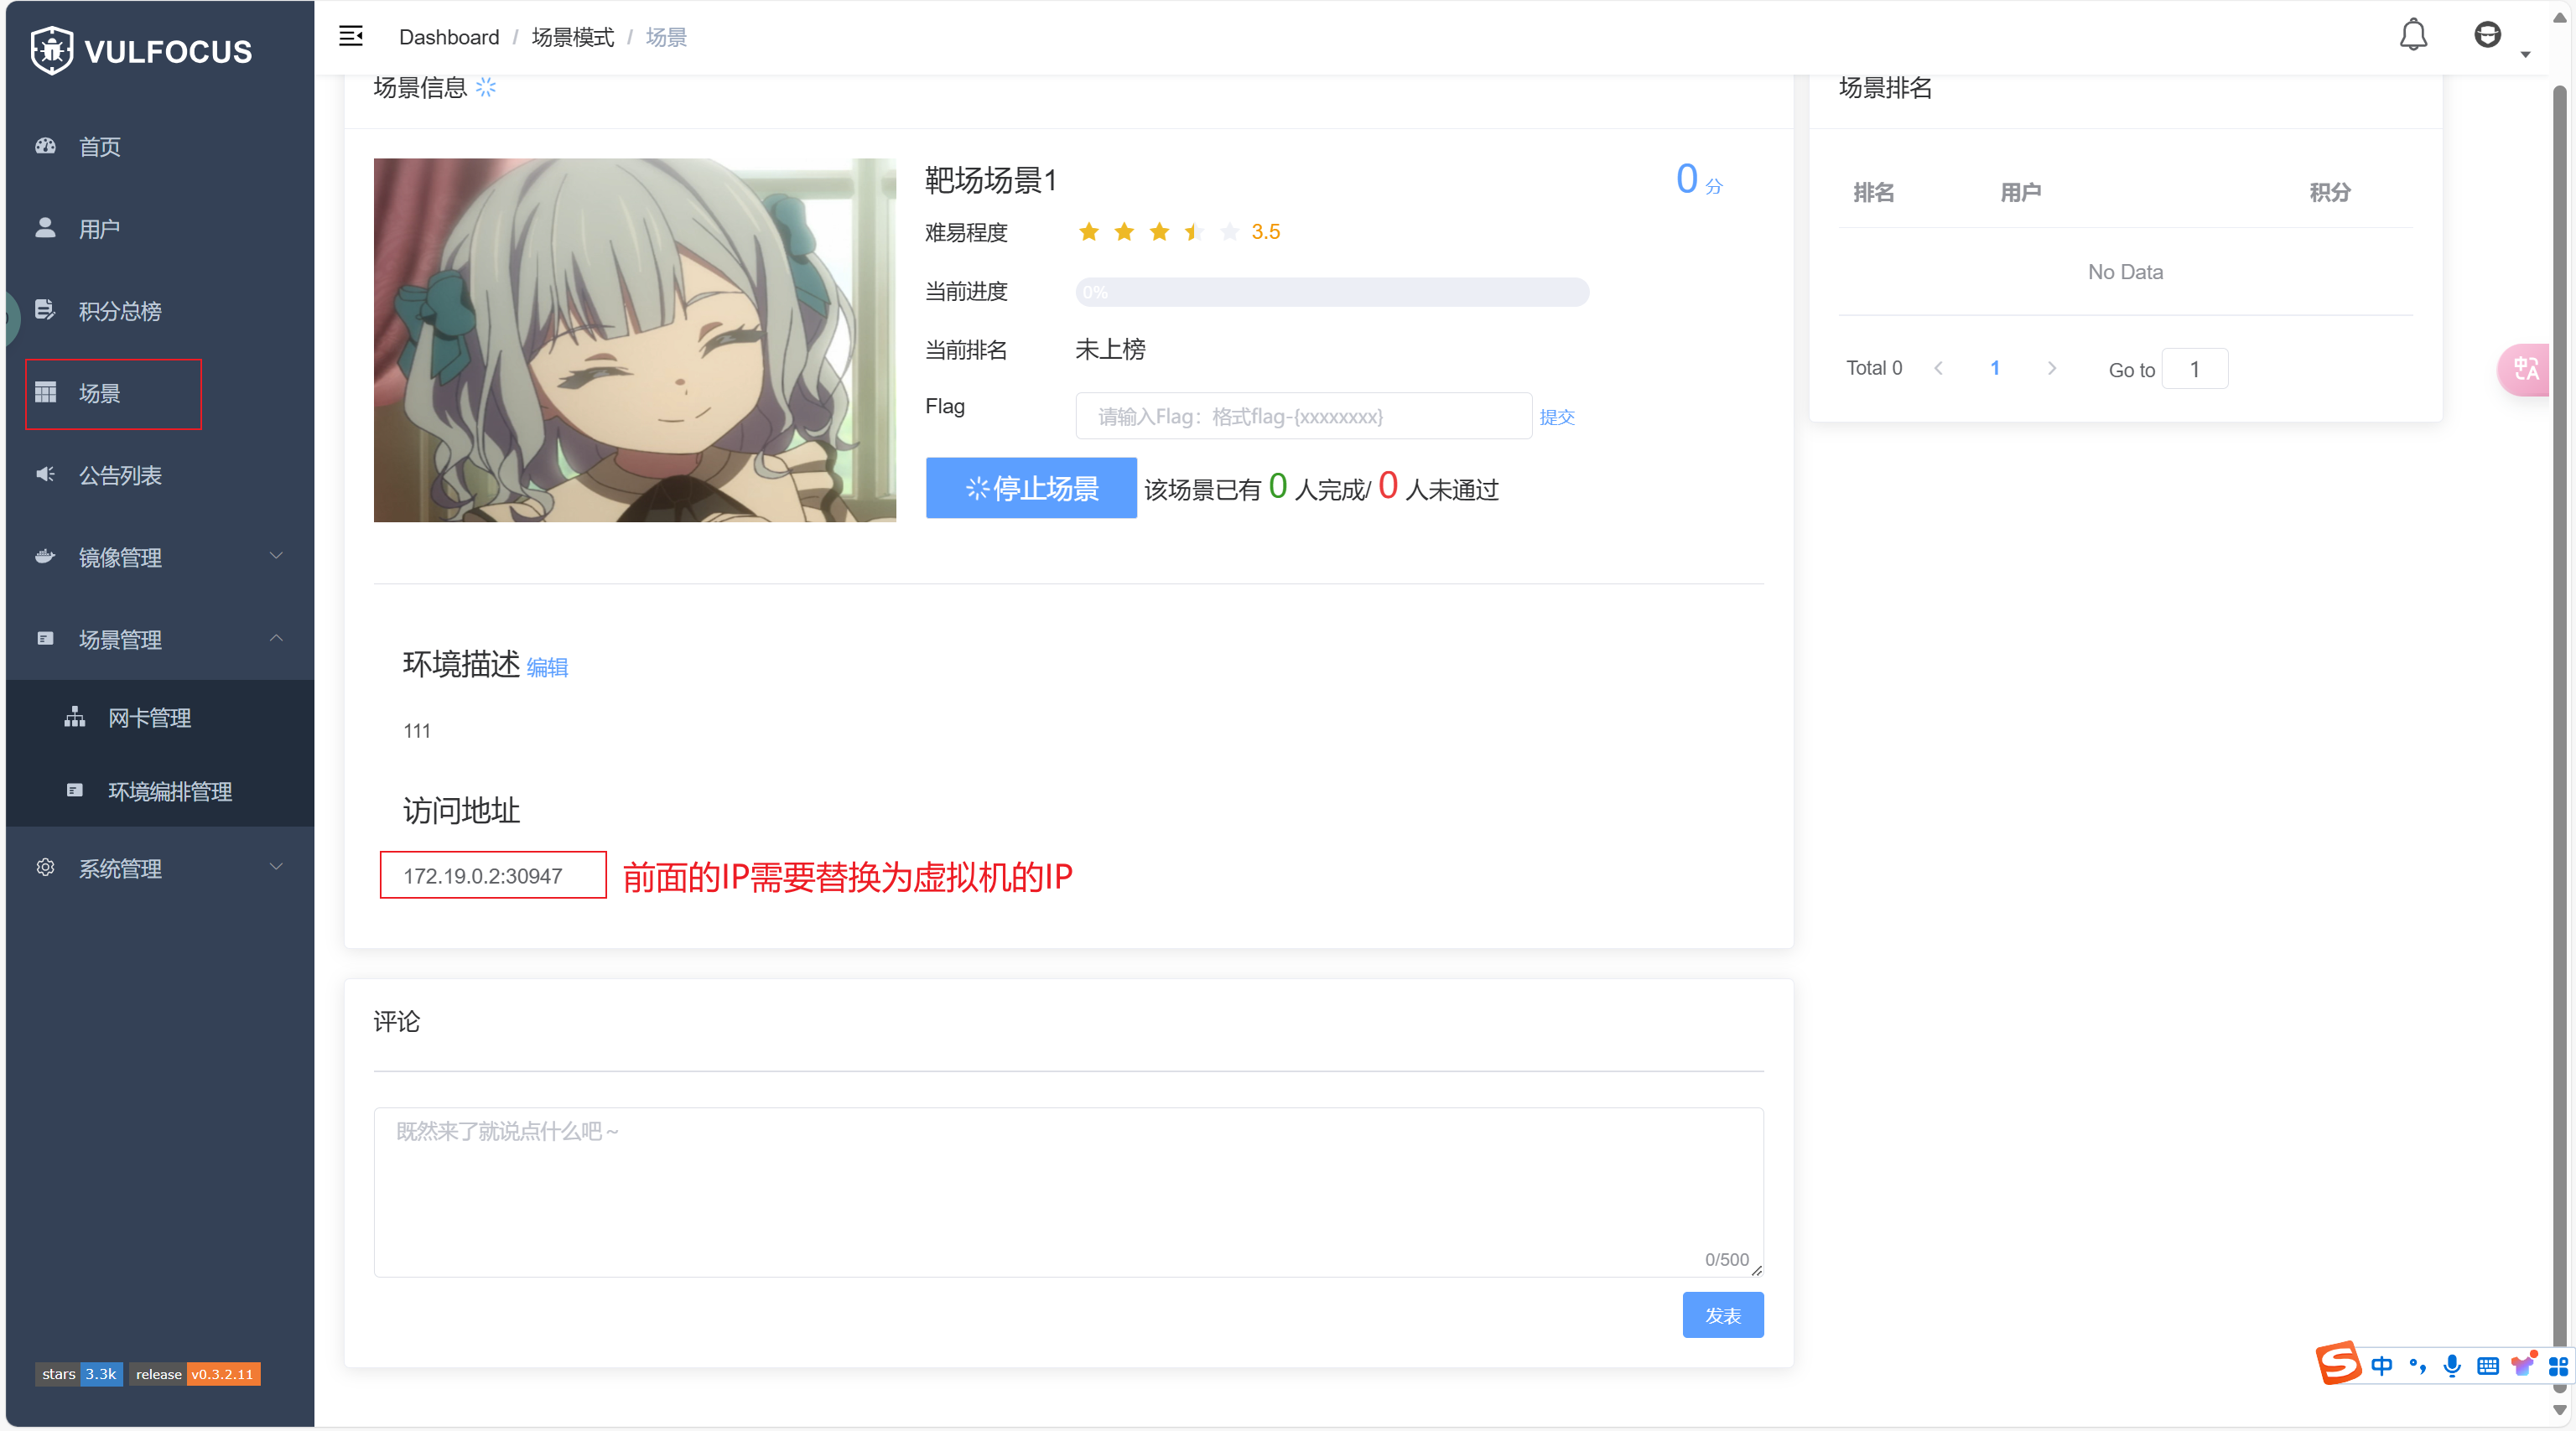 VULFOCUS
首页
用户
积分总榜
场景
公告列表
镜像管理
场景管理
网卡管理
环境编排管理
系统管理
stars 3.3k release v0.3.2.11
Dashboard / 场景模式 / 场景
场景信息
靶场场景1
0 分
难易程度 3.5
当前进度 0%
当前排名 未上榜
Flag 请输入Flag：格式flag-{xxxxxxxx} 提交
停止场景 该场景已有 0 人完成/ 0 人未通过
环境描述 编辑
111
访问地址
172.19.0.2:30947 前面的IP需要替换为虚拟机的IP
评论
既然来了就说点什么吧～
0/500
发表
场景排名
排名 用户 积分
No Data
Total 0 1 Go to 1
中A
S 中